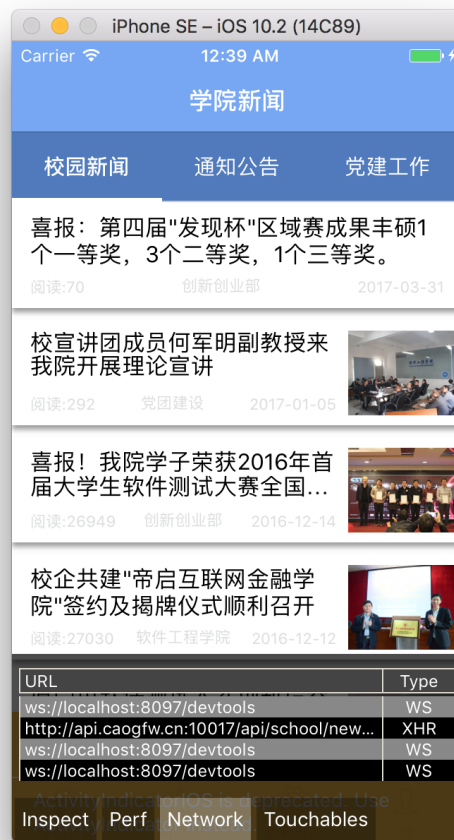 iPhone SE – iOS 10.2 (14C89)
Carrier 12:39 AM
学院新闻
校园新闻 通知公告 党建工作
喜报：第四届"发现杯"区域赛成果丰硕1
个一等奖，3个二等奖，1个三等奖。
阅读:70 创新创业部 2017-03-31
校宣讲团成员何军明副教授来
我院开展理论宣讲
阅读:292 党团建设 2017-01-05
喜报！我院学子荣获2016年首
届大学生软件测试大赛全国...
阅读:26949 创新创业部 2016-12-14
校企共建"帝启互联网金融学
院"签约及揭牌仪式顺利召开
阅读:27030 软件工程学院 2016-12-12
URL Type
ws://localhost:8097/devtools WS
http://api.caogfw.cn:10017/api/school/new... XHR
ws://localhost:8097/devtools WS
ws://localhost:8097/devtools WS
ActivityIndicatorIOS is deprecated. Use
Inspect Perf Network Touchables